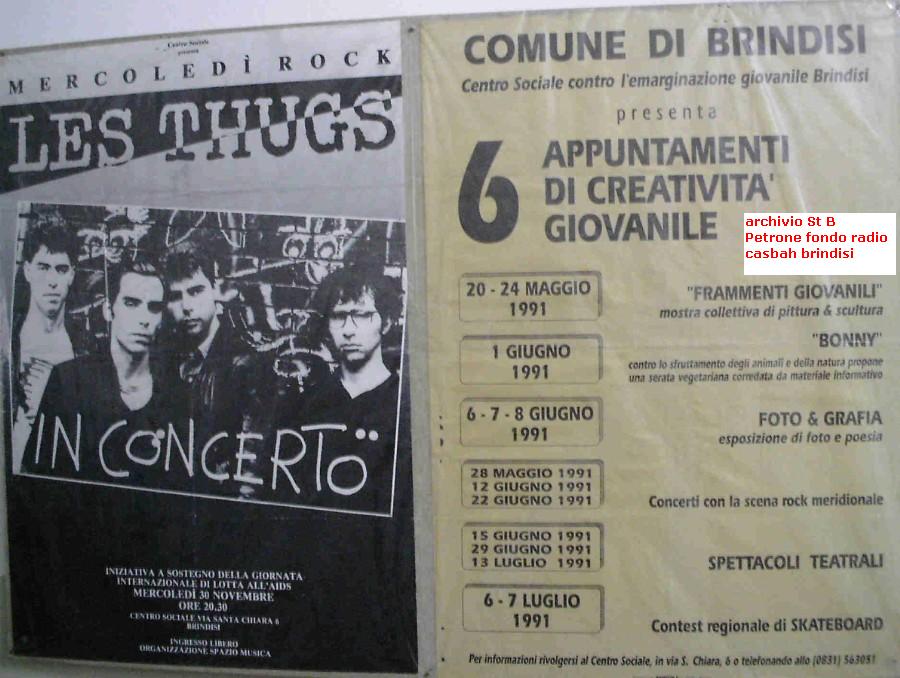 Centro Sociale
presenta
MERCOLEDÌ ROCK
LES THUGS
IN CÖNCERTÖ
INIZIATIVA A SOSTEGNO DELLA GIORNATA
INTERNAZIONALE DI LOTTA ALL'AIDS
MERCOLEDÌ 30 NOVEMBRE
ORE 20.30
CENTRO SOCIALE VIA SANTA CHIARA 6
BRINDISI
INGRESSO LIBERO
ORGANIZZAZIONE SPAZIO MUSICA
COMUNE DI BRINDISI
Centro Sociale contro l'emarginazione giovanile Brindisi
presenta
6 APPUNTAMENTI
DI CREATIVITA'
GIOVANILE
archivio St B
Petrone fondo radio
casbah brindisi
20 - 24 MAGGIO
1991
"FRAMMENTI GIOVANILI"
mostra collettiva di pittura & scultura
1 GIUGNO
1991
"BONNY"
contro lo sfruttamento degli animali e della natura propone
una serata vegetariana corredata da materiale informativo
6 - 7 - 8 GIUGNO
1991
FOTO & GRAFIA
esposizione di foto e poesia
28 MAGGIO 1991
12 GIUGNO 1991
22 GIUGNO 1991
Concerti con la scena rock meridionale
15 GIUGNO 1991
29 GIUGNO 1991
13 LUGLIO 1991
SPETTACOLI TEATRALI
6 - 7 LUGLIO
1991
Contest regionale di SKATEBOARD
Per informazioni rivolgersi al Centro Sociale, in via S. Chiara, 6 o telefonando allo (0831) 563051